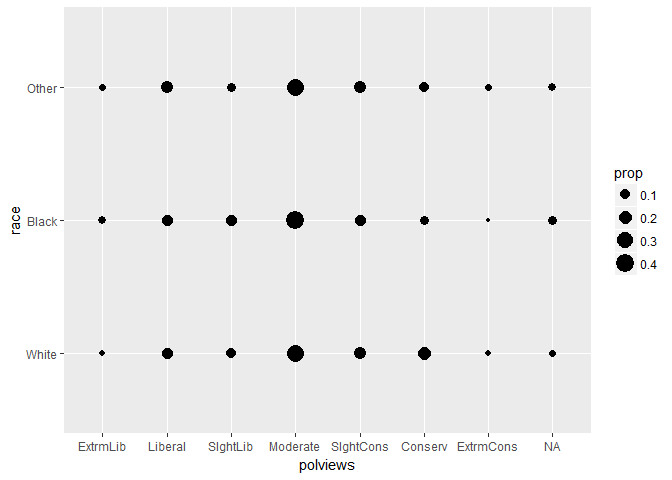 Other
Black
White
race
ExtrmLib Liberal SlghtLib Moderate SlghtCons Conserv ExtrmCons NA
polviews
prop
0.1
0.2
0.3
0.4